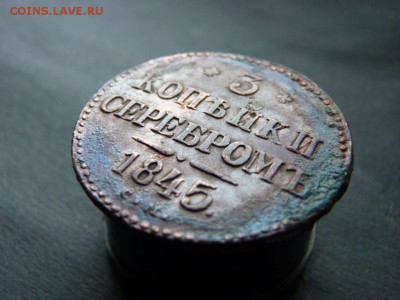 COINS.LAVE.RU
* 3 *
КОПѢЙКИ
СЕРЕБРОМЪ
1845.